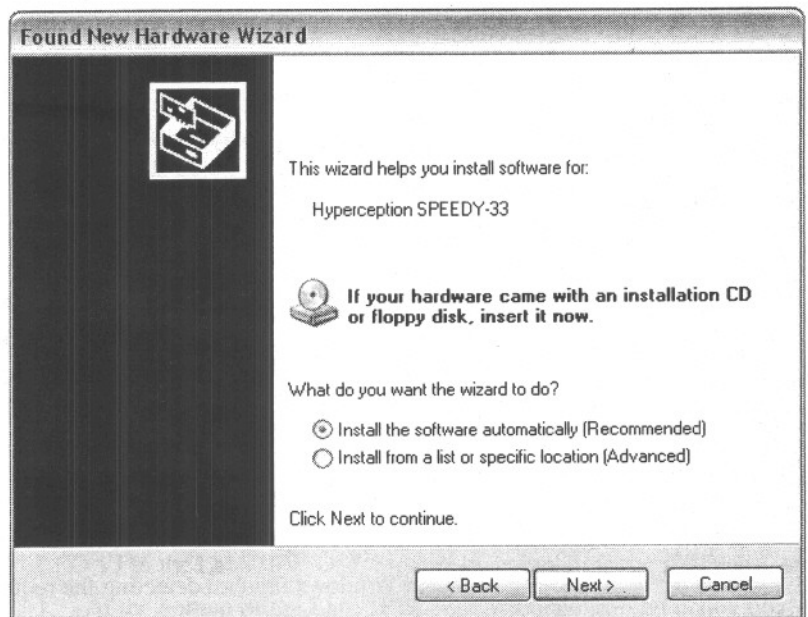 Found New Hardware Wizard
This wizard helps you install software for:
Hyperception SPEEDY-33
If your hardware came with an installation CD
or floppy disk, insert it now.
What do you want the wizard to do?
Install the software automatically (Recommended)
Install from a list or specific location (Advanced)
Click Next to continue.
< Back
Next >
Cancel